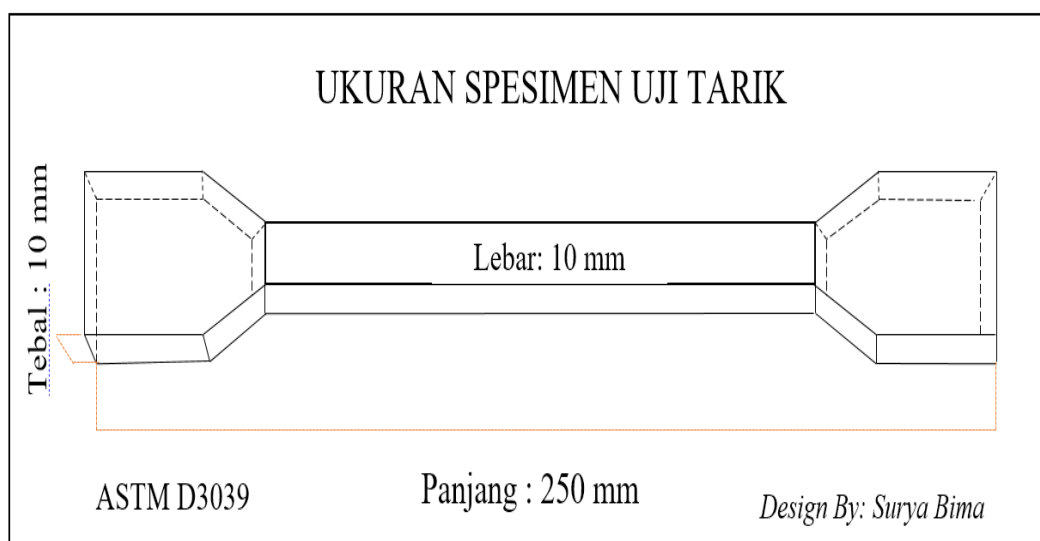 UKURAN SPESIMEN UJI TARIK
Tebal : 10 mm
Lebar: 10 mm
ASTM D3039
Panjang : 250 mm
Design By: Surya Bima